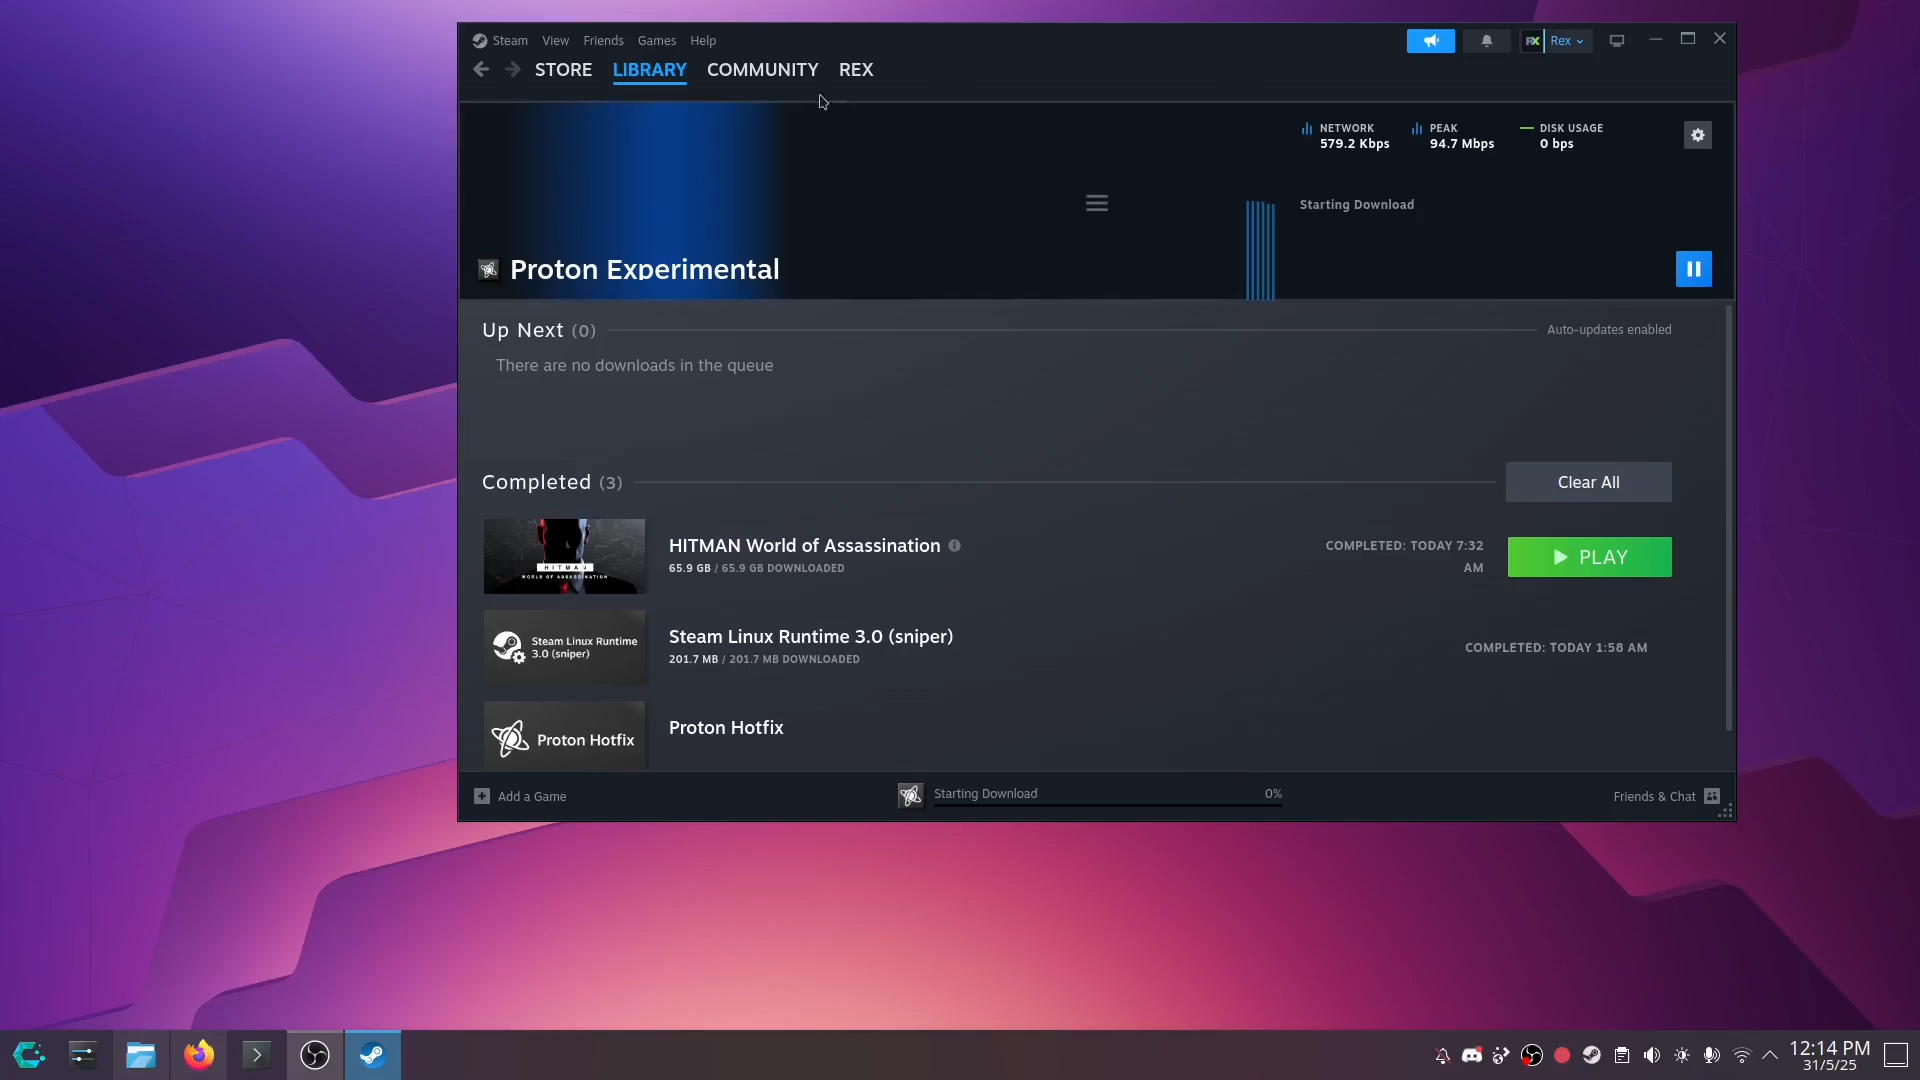 Steam View Friends Games Help
RX Rex
STORE LIBRARY COMMUNITY REX
NETWORK
579.2 Kbps
PEAK
94.7 Mbps
DISK USAGE
0 bps
Starting Download
Proton Experimental
Up Next (0)
Auto-updates enabled
There are no downloads in the queue
Completed (3)
Clear All
HITMAN
WORLD OF ASSASSINATION
HITMAN World of Assassination
65.9 GB / 65.9 GB DOWNLOADED
COMPLETED: TODAY 7:32
AM
PLAY
Steam Linux Runtime
3.0 (sniper)
Steam Linux Runtime 3.0 (sniper)
201.7 MB / 201.7 MB DOWNLOADED
COMPLETED: TODAY 1:58 AM
Proton Hotfix
Proton Hotfix
Add a Game
Starting Download 0%
Friends & Chat
12:14 PM
31/5/25